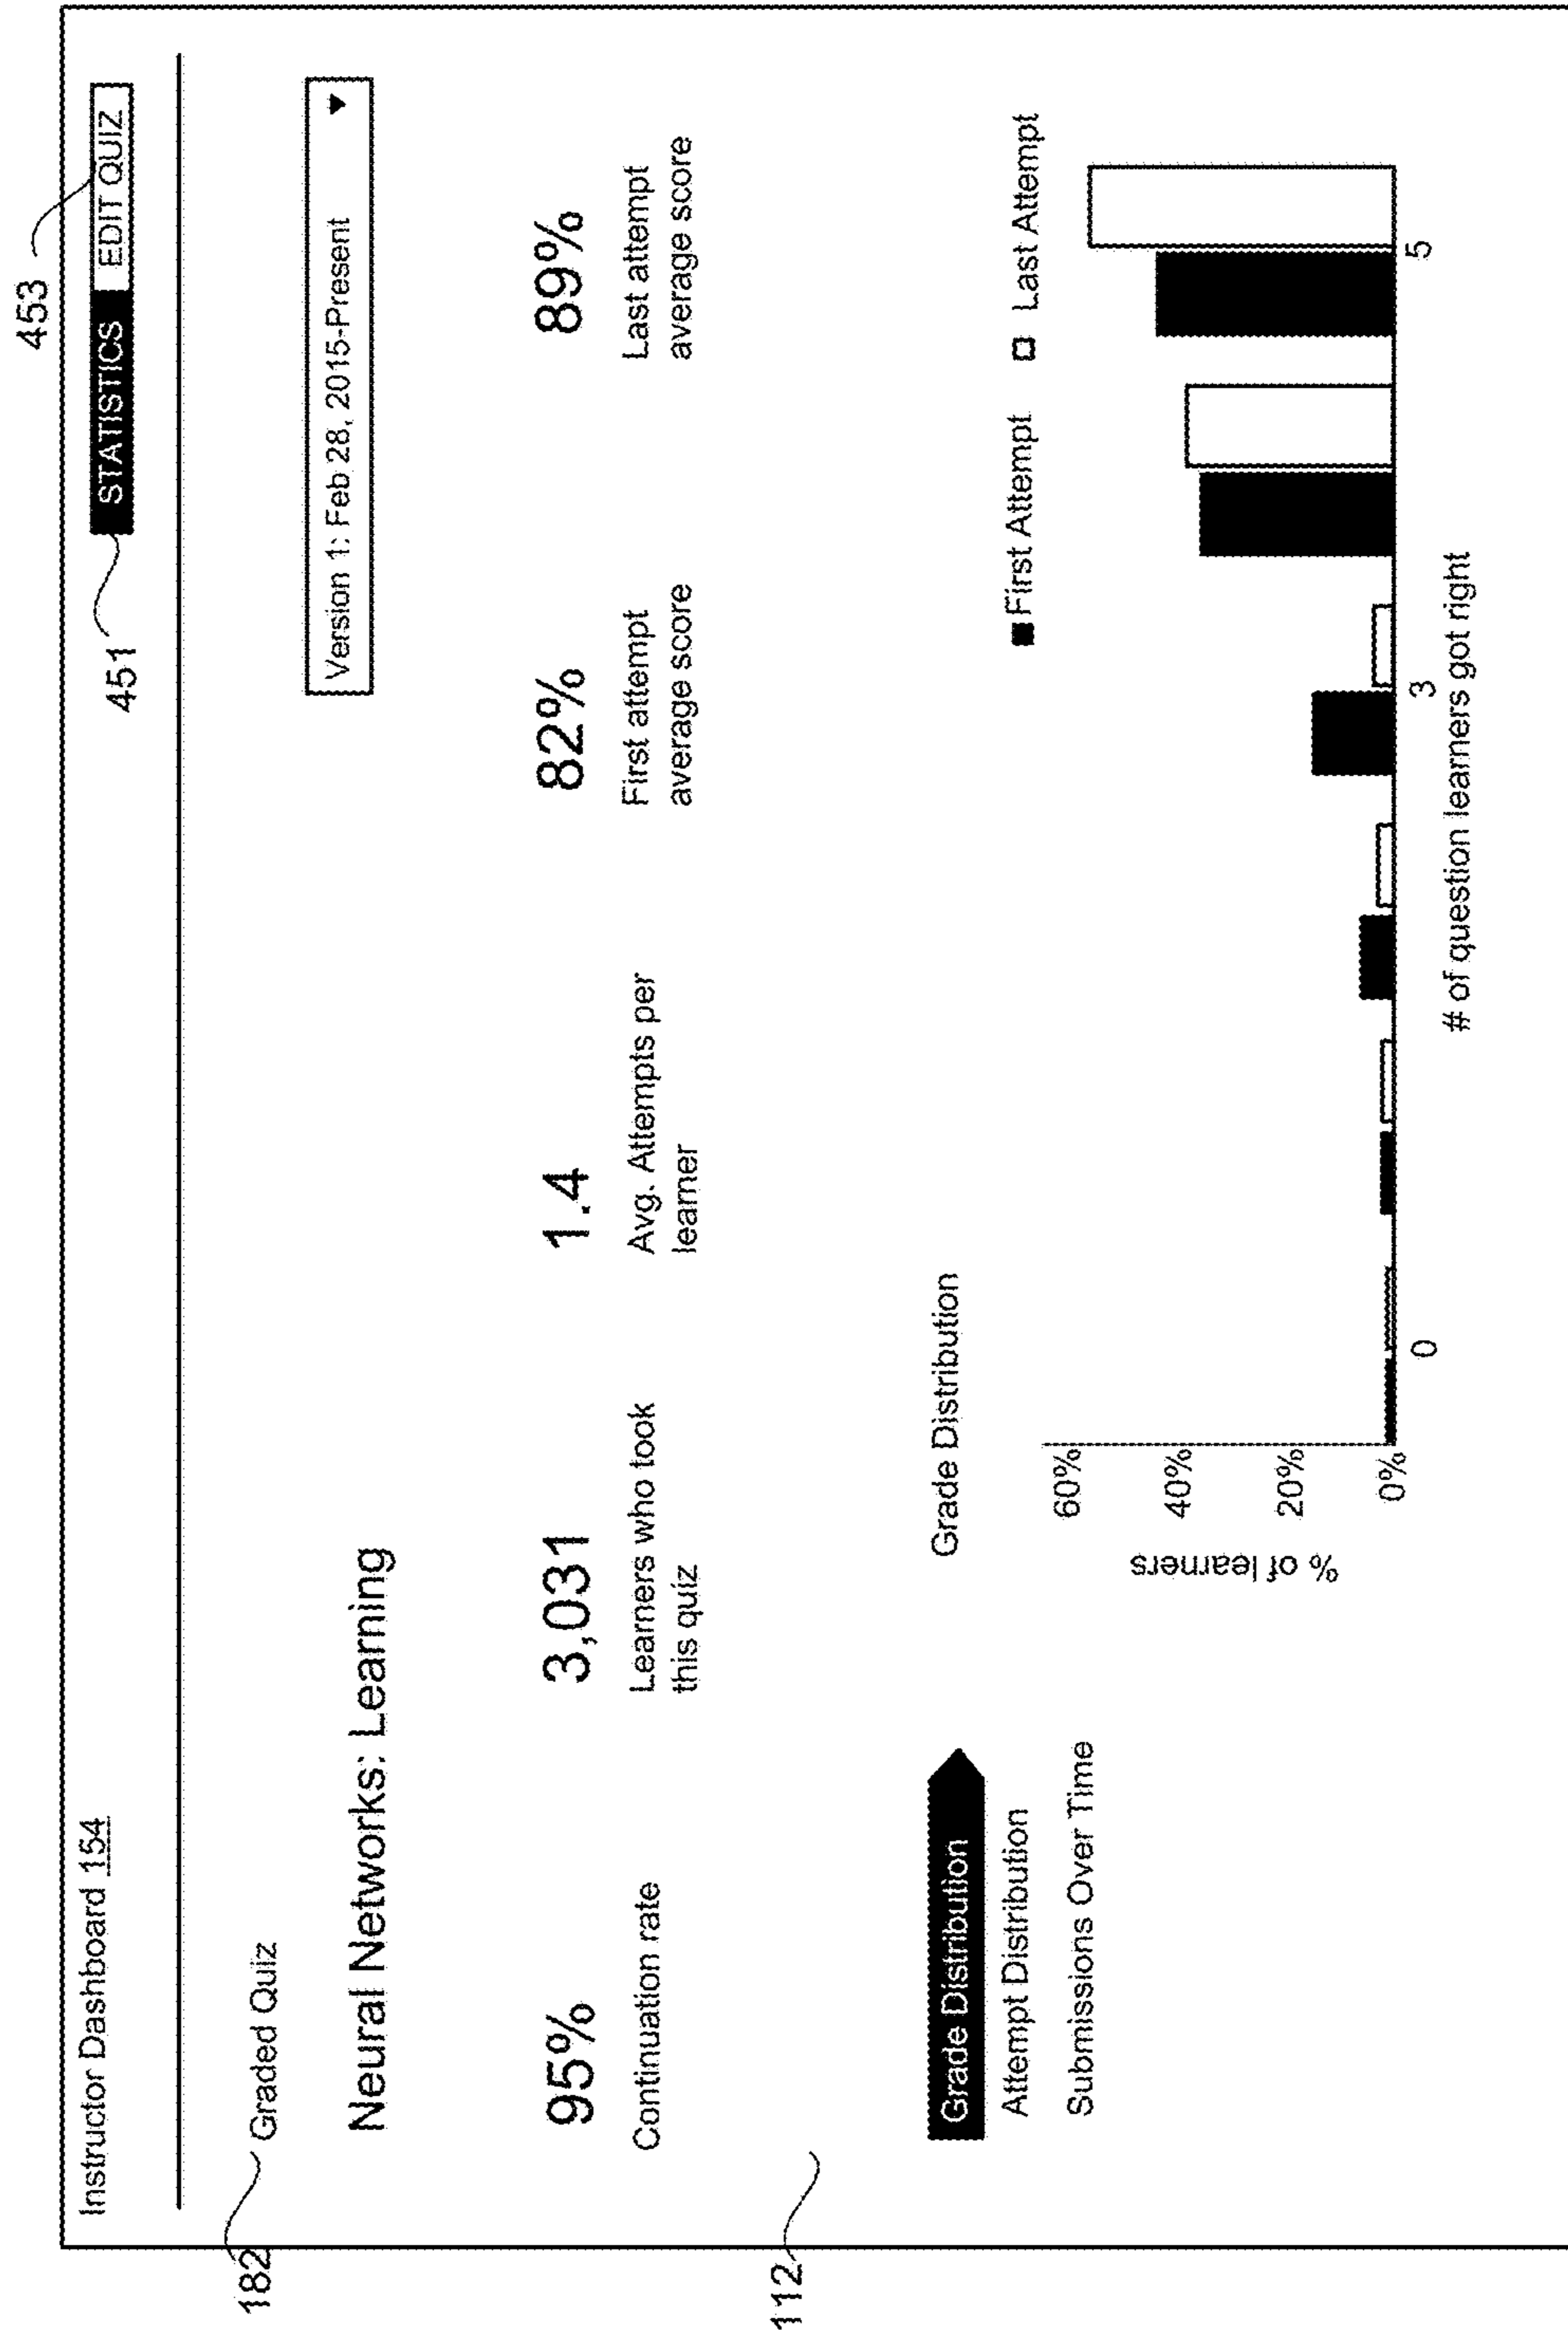 453
451
Instructor Dashboard 154
STATISTICS
EDIT QUIZ
182
Graded Quiz
Neural Networks: Learning
Version 1: Feb 28, 2015-Present
95%
Continuation rate
3,031
Learners who took
this quiz
1.4
Avg. Attempts per
learner
82%
First attempt
average score
89%
Last attempt
average score
112
Grade Distribution
Attempt Distribution
Submissions Over Time
Grade Distribution
First Attempt
Last Attempt
% of learners
60%
40%
20%
0%
0
3
5
# of question learners got right